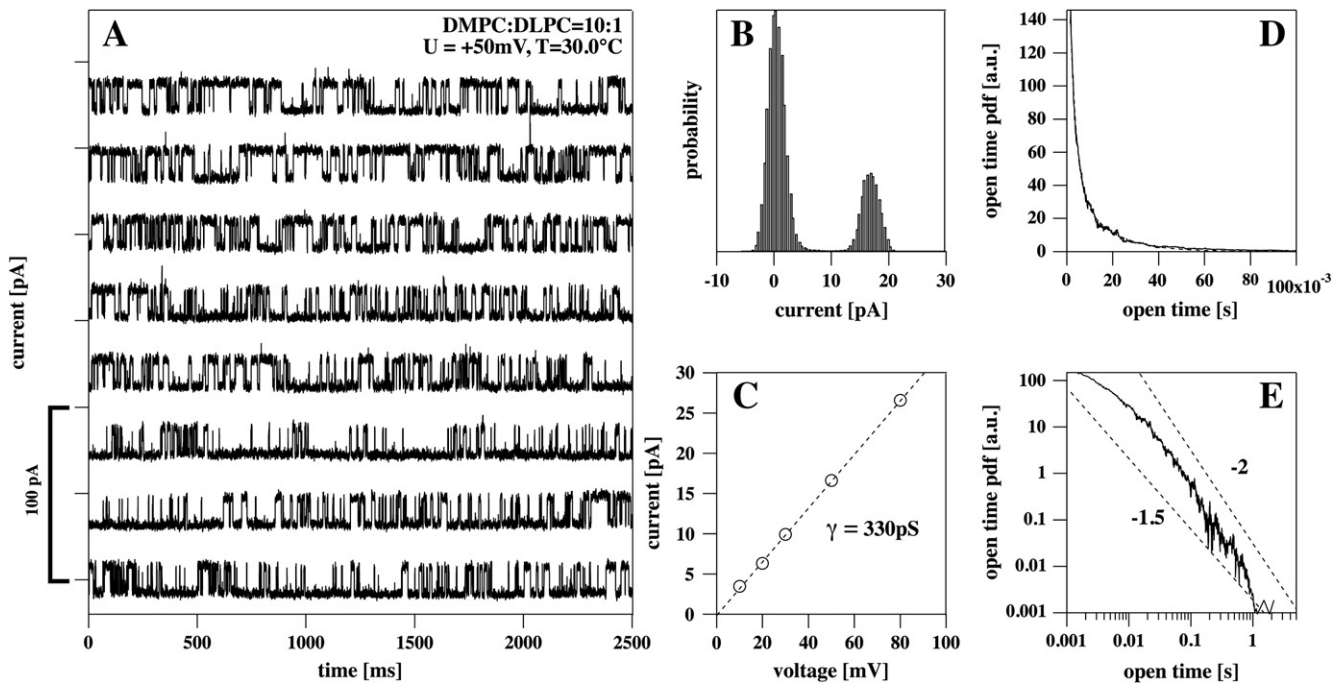 A
DMPC:DLPC=10:1
U = +50mV, T=30.0°C
current [pA]
100 pA
0 500 1000 1500 2000 2500
time [ms]
B
probability
-10 0 10 20 30
current [pA]
C
30
25
20
15
10
5
0
current [pA]
γ = 330pS
0 20 40 60 80 100
voltage [mV]
D
140
120
100
80
60
40
20
0
open time pdf [a.u.]
0 20 40 60 80 100x10⁻³
open time [s]
E
100
10
1
0.1
0.01
0.001
open time pdf [a.u.]
-2
-1.5
0.001 0.01 0.1 1
open time [s]